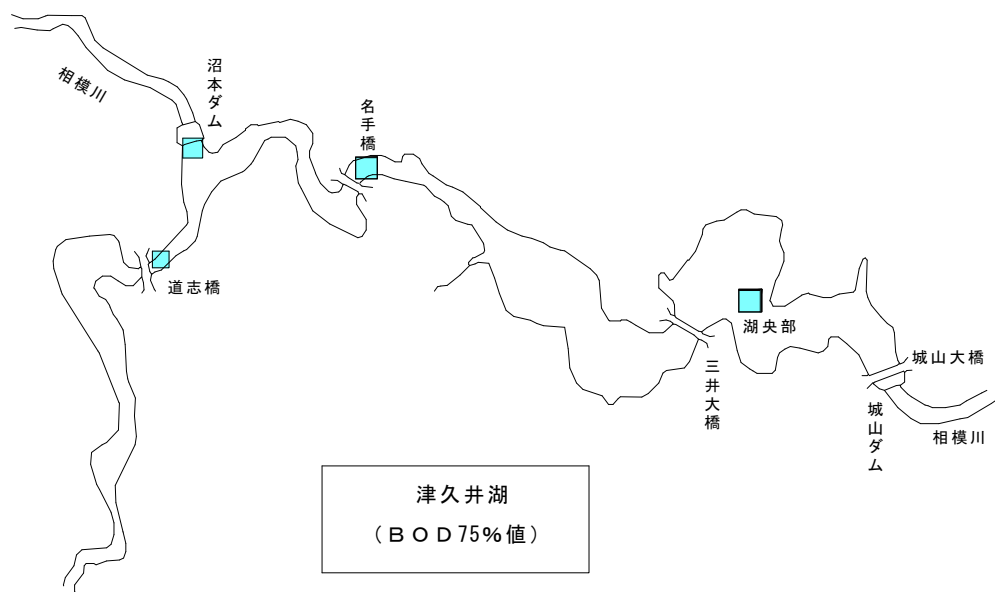 相模川
沼本ダム
名手橋
道志橋
湖央部
三井大橋
城山大橋
城山ダム
相模川
津久井湖
（ＢＯＤ75％値）